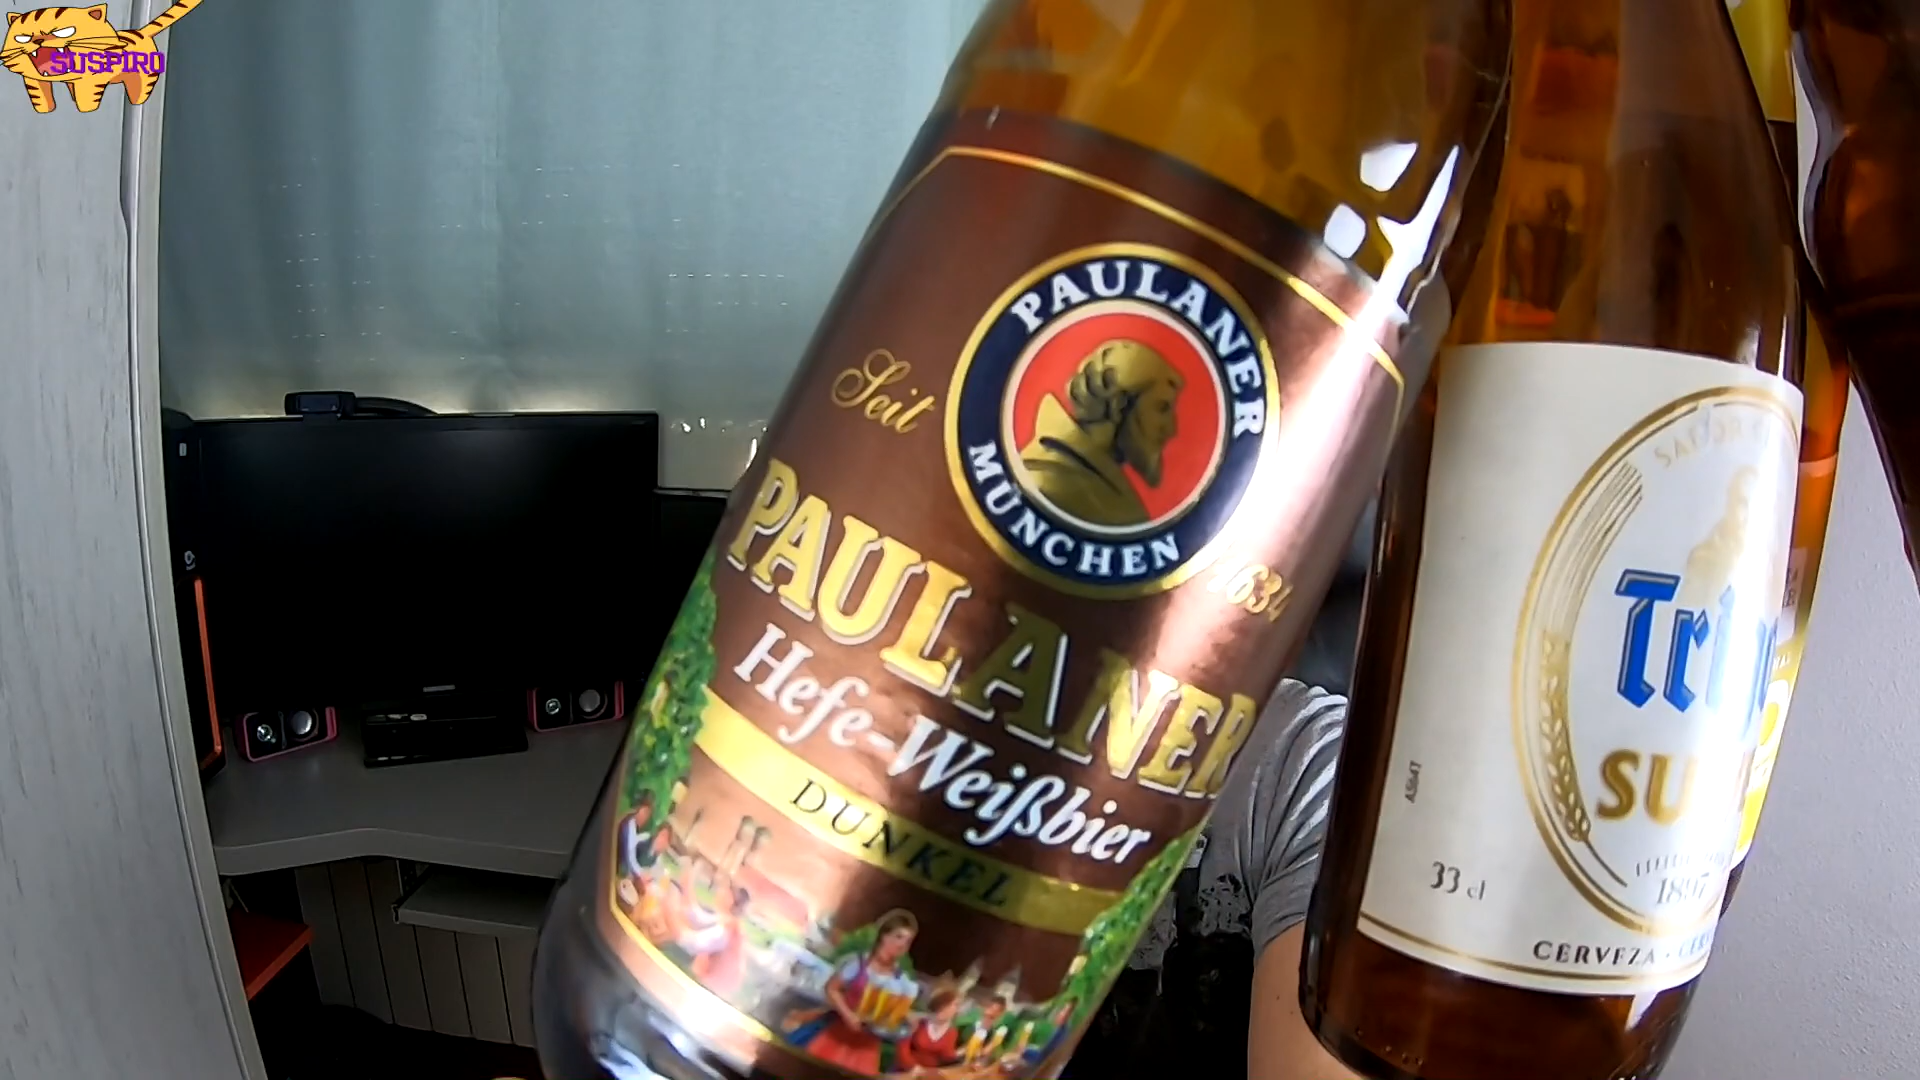 SUSPIRO
PAULANER
MÜNCHEN
Seit
1634
PAULANER
Hefe-Weißbier
DUNKEL
33 cl
1897
CERVEZA